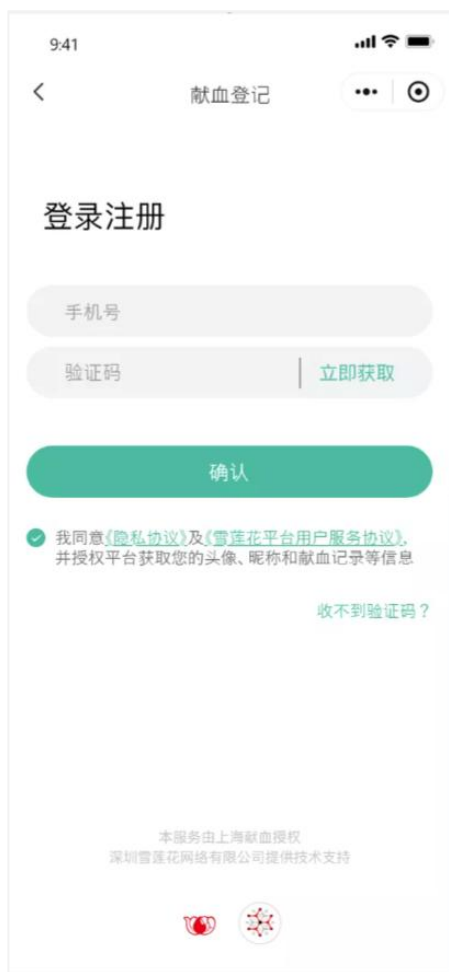 9:41
献血登记
登录注册
手机号
验证码 立即获取
确认
我同意《隐私协议》及《雪莲花平台用户服务协议》,
并授权平台获取您的头像、昵称和献血记录等信息
收不到验证码？
本服务由上海献血授权
深圳雪莲花网络有限公司提供技术支持